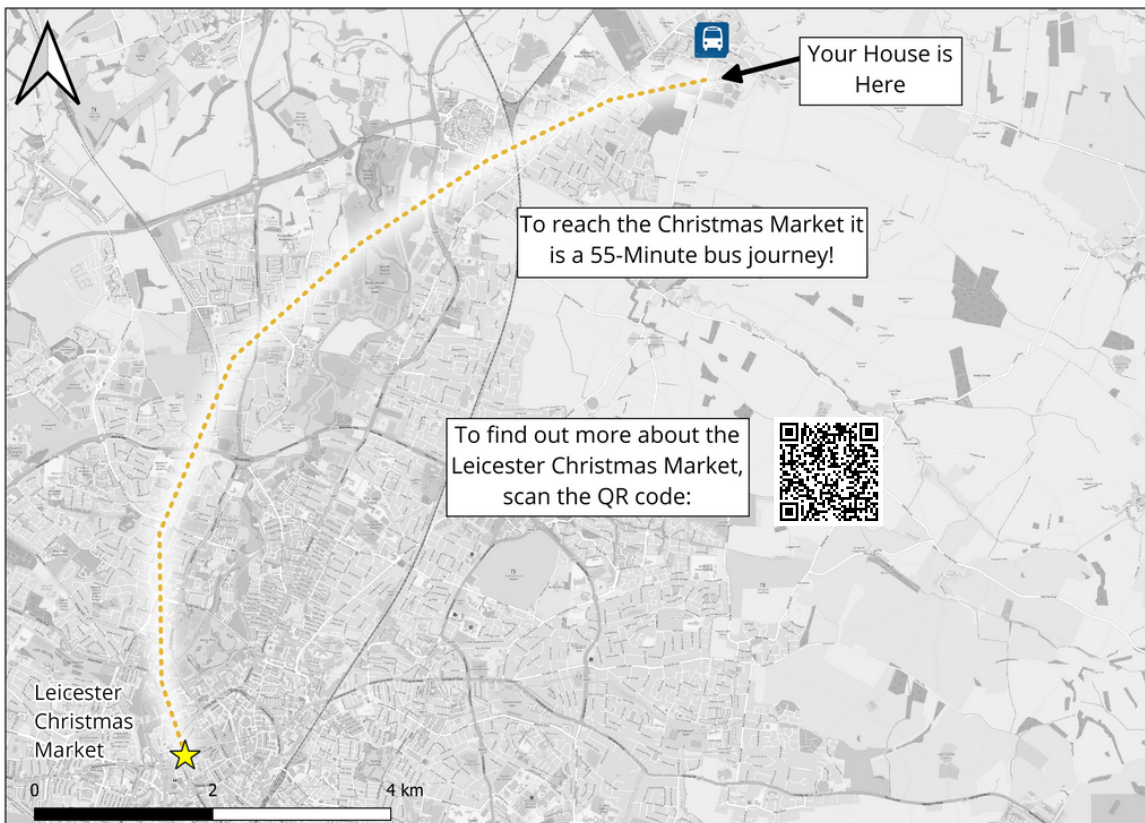 Your House is
Here
To reach the Christmas Market it
is a 55-Minute bus journey!
To find out more about the
Leicester Christmas Market,
scan the QR code:
Leicester
Christmas
Market
0 2 4 km